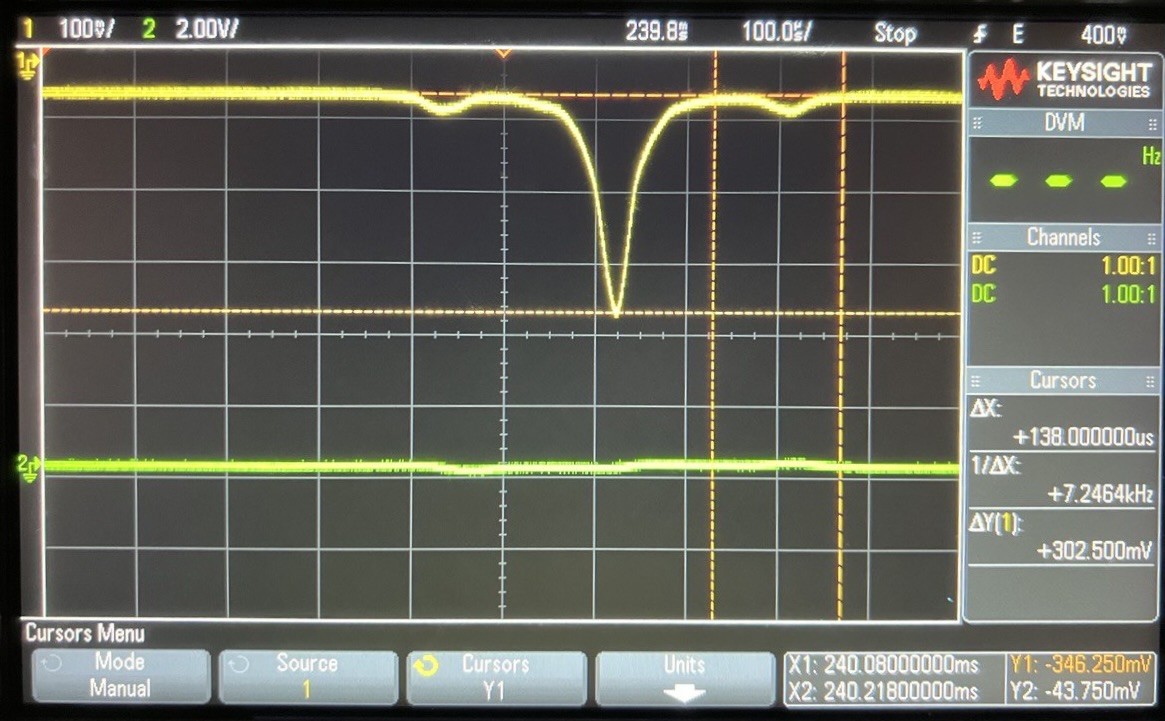 1 100mV/ 2 2.00V/ 239.8ms 100.0s/ Stop E 400mV
1
KEYSIGHT
TECHNOLOGIES
DVM
Hz
Channels
DC 1.00:1
DC 1.00:1
Cursors
ΔX:
+138.000000us
1/ΔX:
+7.2464kHz
ΔY(1):
+302.500mV
2
Cursors Menu
Mode
Manual
Source
1
Cursors
Y1
Units
X1: 240.08000000ms
X2: 240.21800000ms
Y1: -346.250mV
Y2: -43.750mV